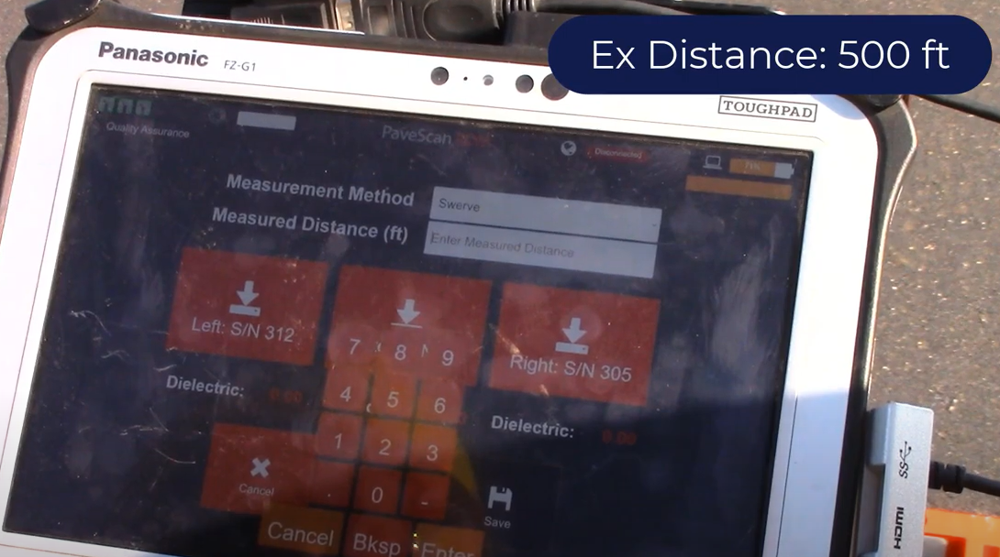 Ex Distance: 500 ft
Panasonic FZ-G1
TOUGHPAD
Quality Assurance
PaveScan
Disconnected
71%
Measurement Method
Swerve
Measured Distance (ft)
Enter Measured Distance
Left: S/N 312
Right: S/N 305
7 8 9
4 5 6
1 2 3
. 0 -
Dielectric: 0.00
Dielectric: 0.00
Cancel
Save
Cancel Bksp Enter
SS
HDMI